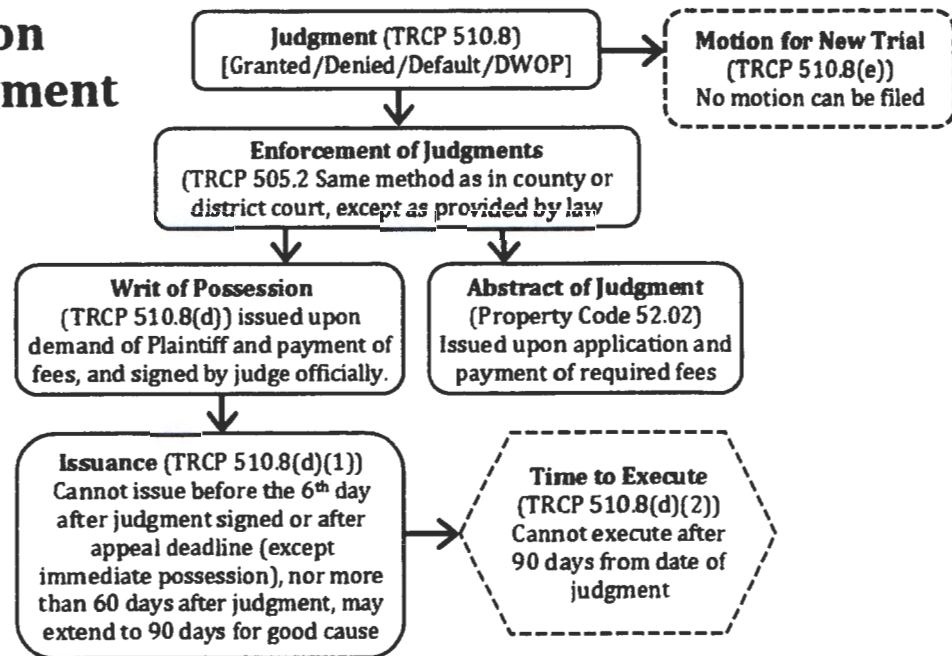 on
ment
Judgment (TRCP 510.8)
[Granted/Denied/Default/DWOP]
Motion for New Trial
(TRCP 510.8(e))
No motion can be filed
Enforcement of Judgments
(TRCP 505.2 Same method as in county or
district court, except as provided by law
Writ of Possession
(TRCP 510.8(d)) issued upon
demand of Plaintiff and payment of
fees, and signed by judge officially.
Abstract of Judgment
(Property Code 52.02)
Issued upon application and
payment of required fees
Issuance (TRCP 510.8(d)(1))
Cannot issue before the 6th day
after judgment signed or after
appeal deadline (except
immediate possession), nor more
than 60 days after judgment, may
extend to 90 days for good cause
Time to Execute
(TRCP 510.8(d)(2))
Cannot execute after
90 days from date of
judgment